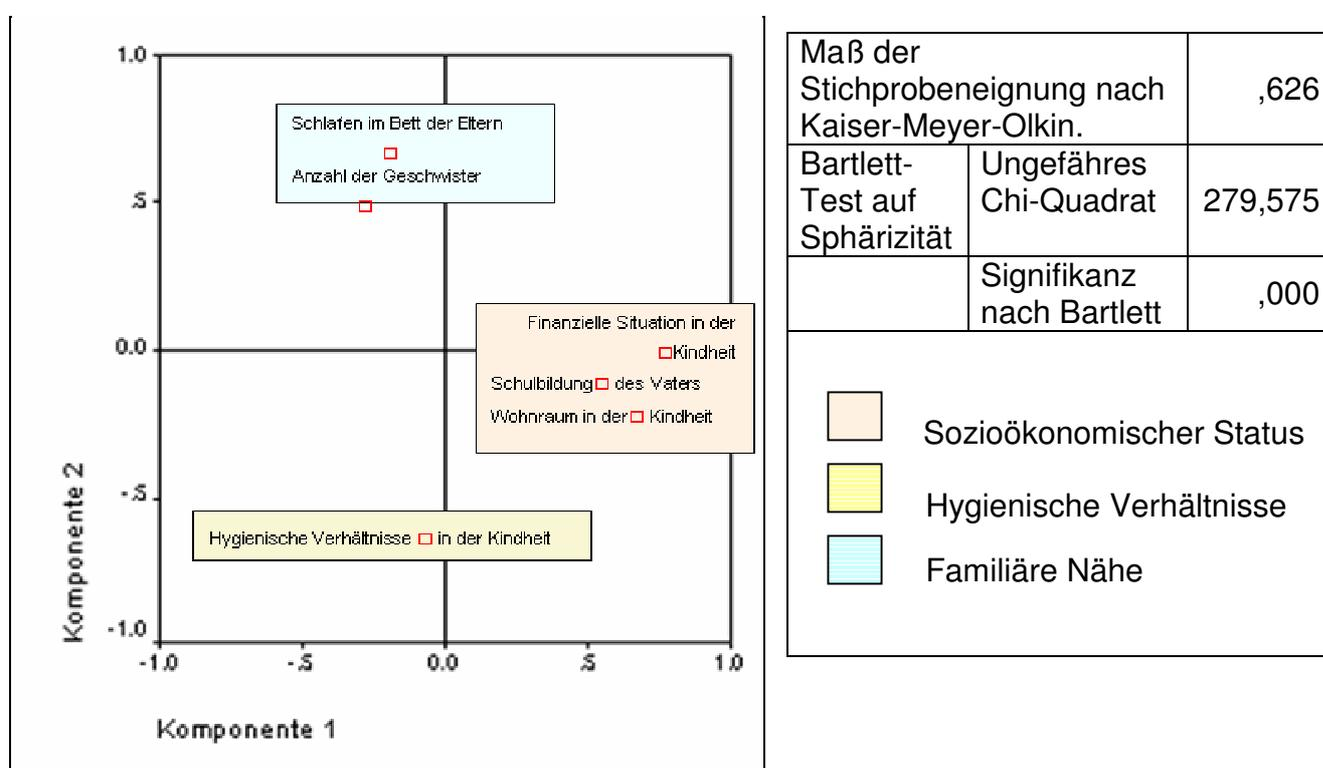 1.0
Schlafen im Bett der Eltern
Anzahl der Geschwister
.5
Finanzielle Situation in der
Kindheit
0.0
Schulbildung des Vaters
Wohnraum in der Kindheit
-.5
Hygienische Verhältnisse in der Kindheit
-1.0
-1.0 -.5 0.0 .5 1.0
Komponente 2
Komponente 1
Maß der
Stichprobeneignung nach
Kaiser-Meyer-Olkin.
,626
Bartlett-
Test auf
Sphärizität
Ungefähres
Chi-Quadrat
279,575
Signifikanz
nach Bartlett
,000
Sozioökonomischer Status
Hygienische Verhältnisse
Familiäre Nähe